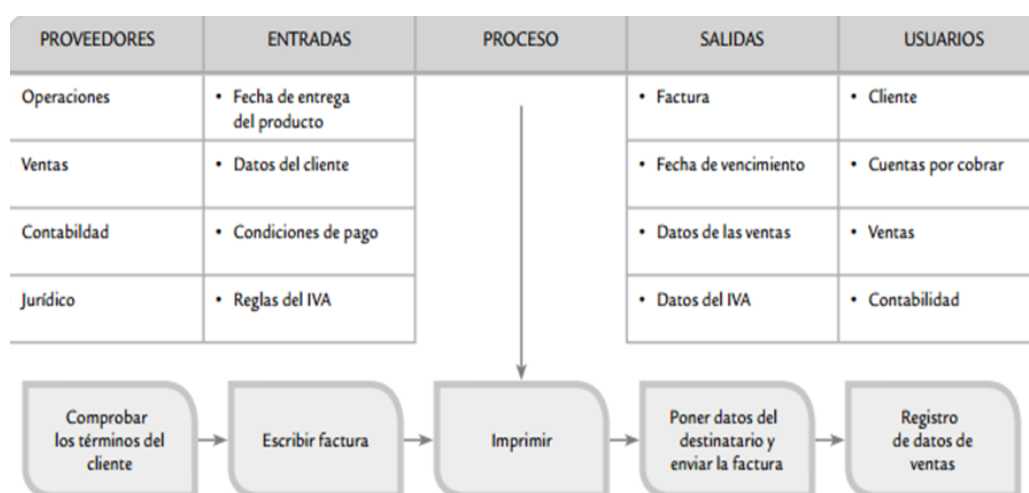 PROVEEDORES ENTRADAS PROCESO SALIDAS USUARIOS
Operaciones
• Fecha de entrega
del producto
• Factura
• Cliente
Ventas
• Datos del cliente
• Fecha de vencimiento
• Cuentas por cobrar
Contabildad
• Condiciones de pago
• Datos de las ventas
• Ventas
Jurídico
• Reglas del IVA
• Datos del IVA
• Contabilidad
Comprobar
los términos del
cliente
Escribir factura
Imprimir
Poner datos del
destinatario y
enviar la factura
Registro
de datos de
ventas